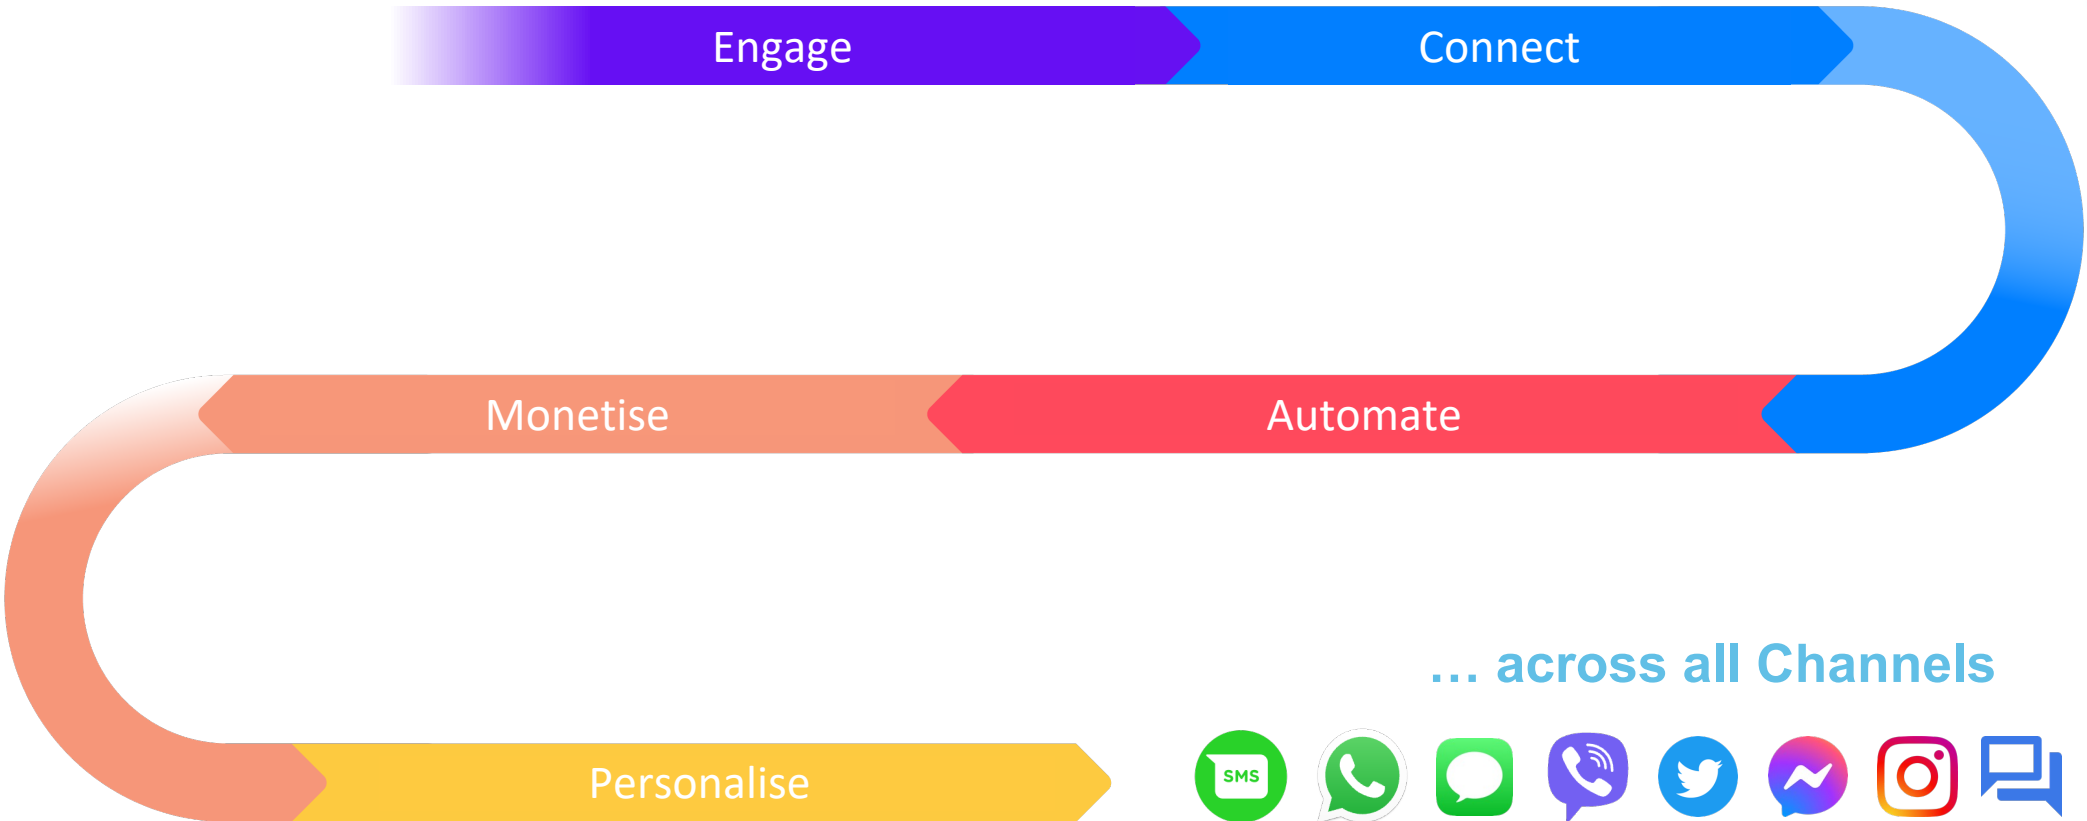 Engage
Connect
Automate
Monetise
Personalise
... across all Channels
SMS